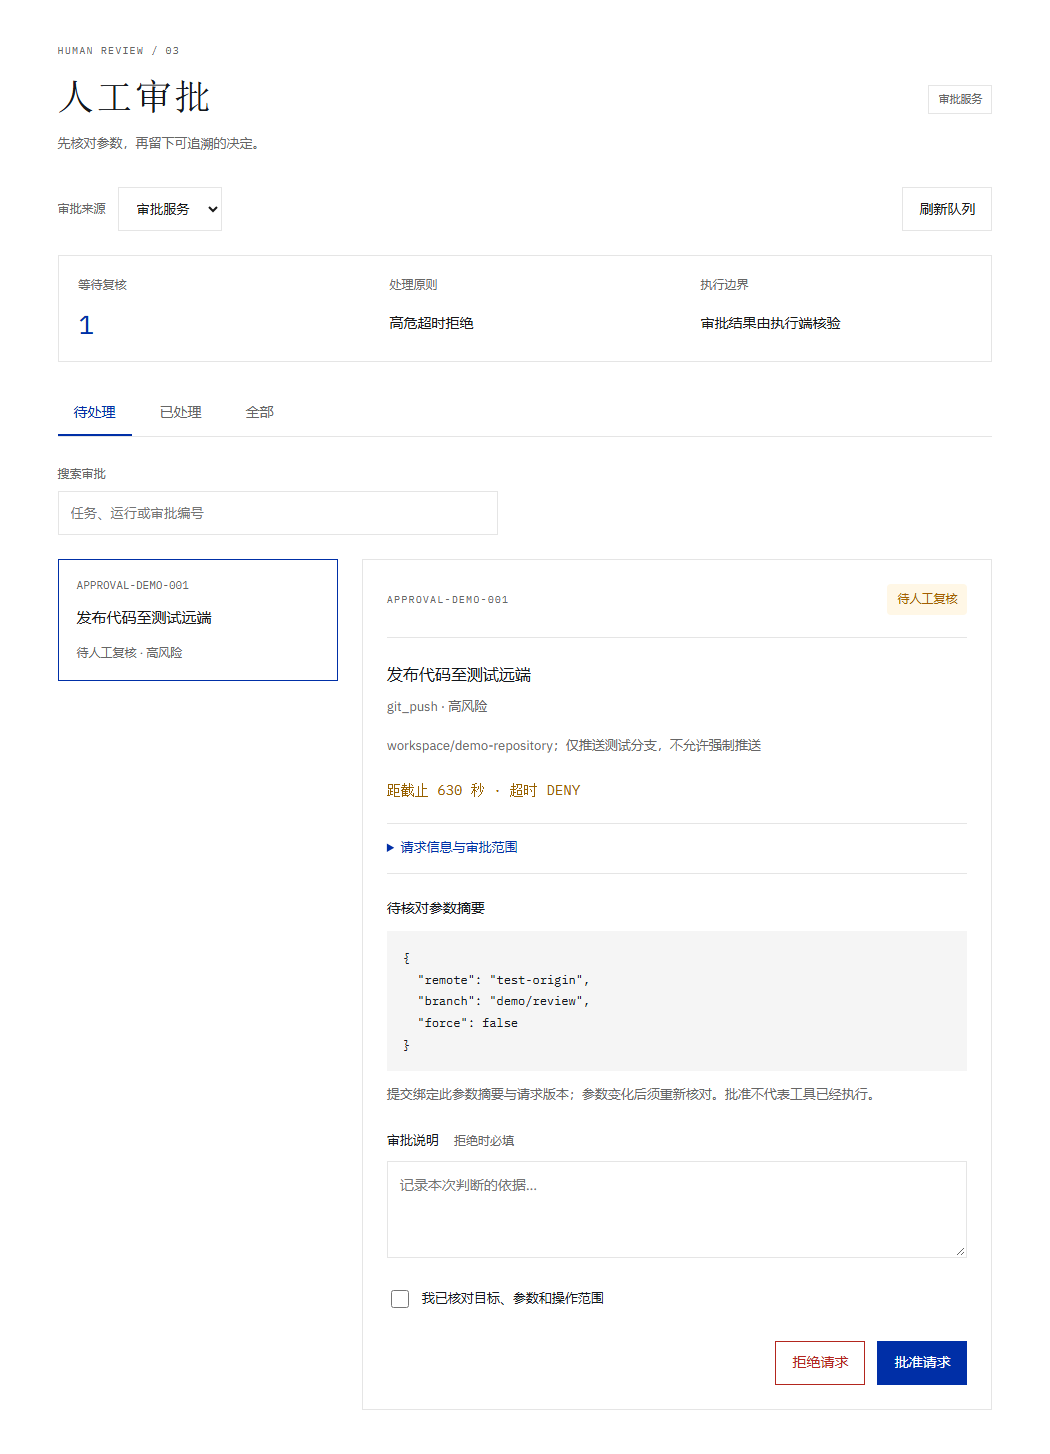 HUMAN REVIEW / 03
人工审批
审批服务
先核对参数，再留下可追溯的决定。
审批来源 审批服务 刷新队列
等待复核 处理原则 执行边界
1 高危超时拒绝 审批结果由执行端核验
待处理 已处理 全部
搜索审批
任务、运行或审批编号
APPROVAL-DEMO-001
发布代码至测试远端
待人工复核 · 高风险
APPROVAL-DEMO-001 待人工复核
发布代码至测试远端
git_push · 高风险
workspace/demo-repository；仅推送测试分支，不允许强制推送
距截止 630 秒 · 超时 DENY
请求信息与审批范围
待核对参数摘要
{
"remote": "test-origin",
"branch": "demo/review",
"force": false
}
提交绑定此参数摘要与请求版本；参数变化后须重新核对。批准不代表工具已经执行。
审批说明 拒绝时必填
记录本次判断的依据...
我已核对目标、参数和操作范围
拒绝请求 批准请求